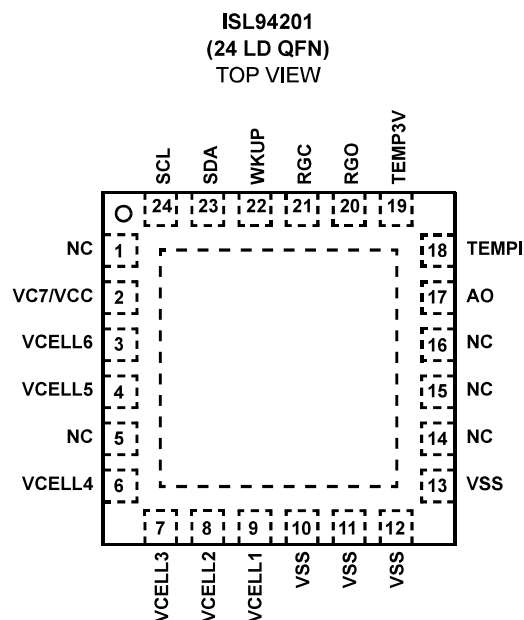 ISL94201
(24 LD QFN)
TOP VIEW
SCL
SDA
WKUP
RGC
RGO
TEMP3V
24
23
22
21
20
19
NC
1
18
TEMPI
VC7/VCC
2
17
AO
VCELL6
3
16
NC
VCELL5
4
15
NC
NC
5
14
NC
VCELL4
6
13
VSS
7
8
9
10
11
12
VCELL3
VCELL2
VCELL1
VSS
VSS
VSS